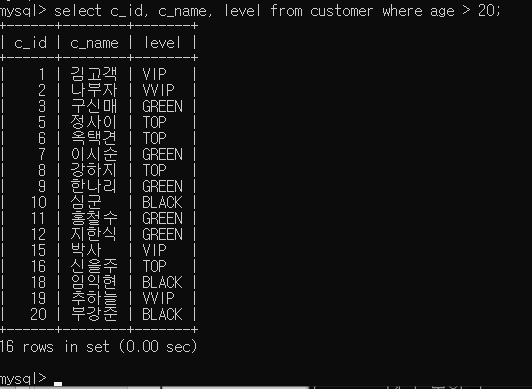 mysql> select c_id, c_name, level from customer where age > 20;
+------+--------+-------+
| c_id | c_name | level |
+------+--------+-------+
| 1 | 김고객 | VIP |
| 2 | 나부자 | VVIP |
| 3 | 구신매 | GREEN |
| 5 | 정사이 | TOP |
| 6 | 옥택견 | TOP |
| 7 | 이시순 | GREEN |
| 8 | 강하지 | TOP |
| 9 | 한나리 | GREEN |
| 10 | 심군 | BLACK |
| 11 | 홍철수 | GREEN |
| 12 | 지한식 | GREEN |
| 15 | 박사 | VIP |
| 16 | 신을주 | TOP |
| 18 | 임익현 | BLACK |
| 19 | 추하늘 | VVIP |
| 20 | 부강준 | BLACK |
+------+--------+-------+
16 rows in set (0.00 sec)
mysql>